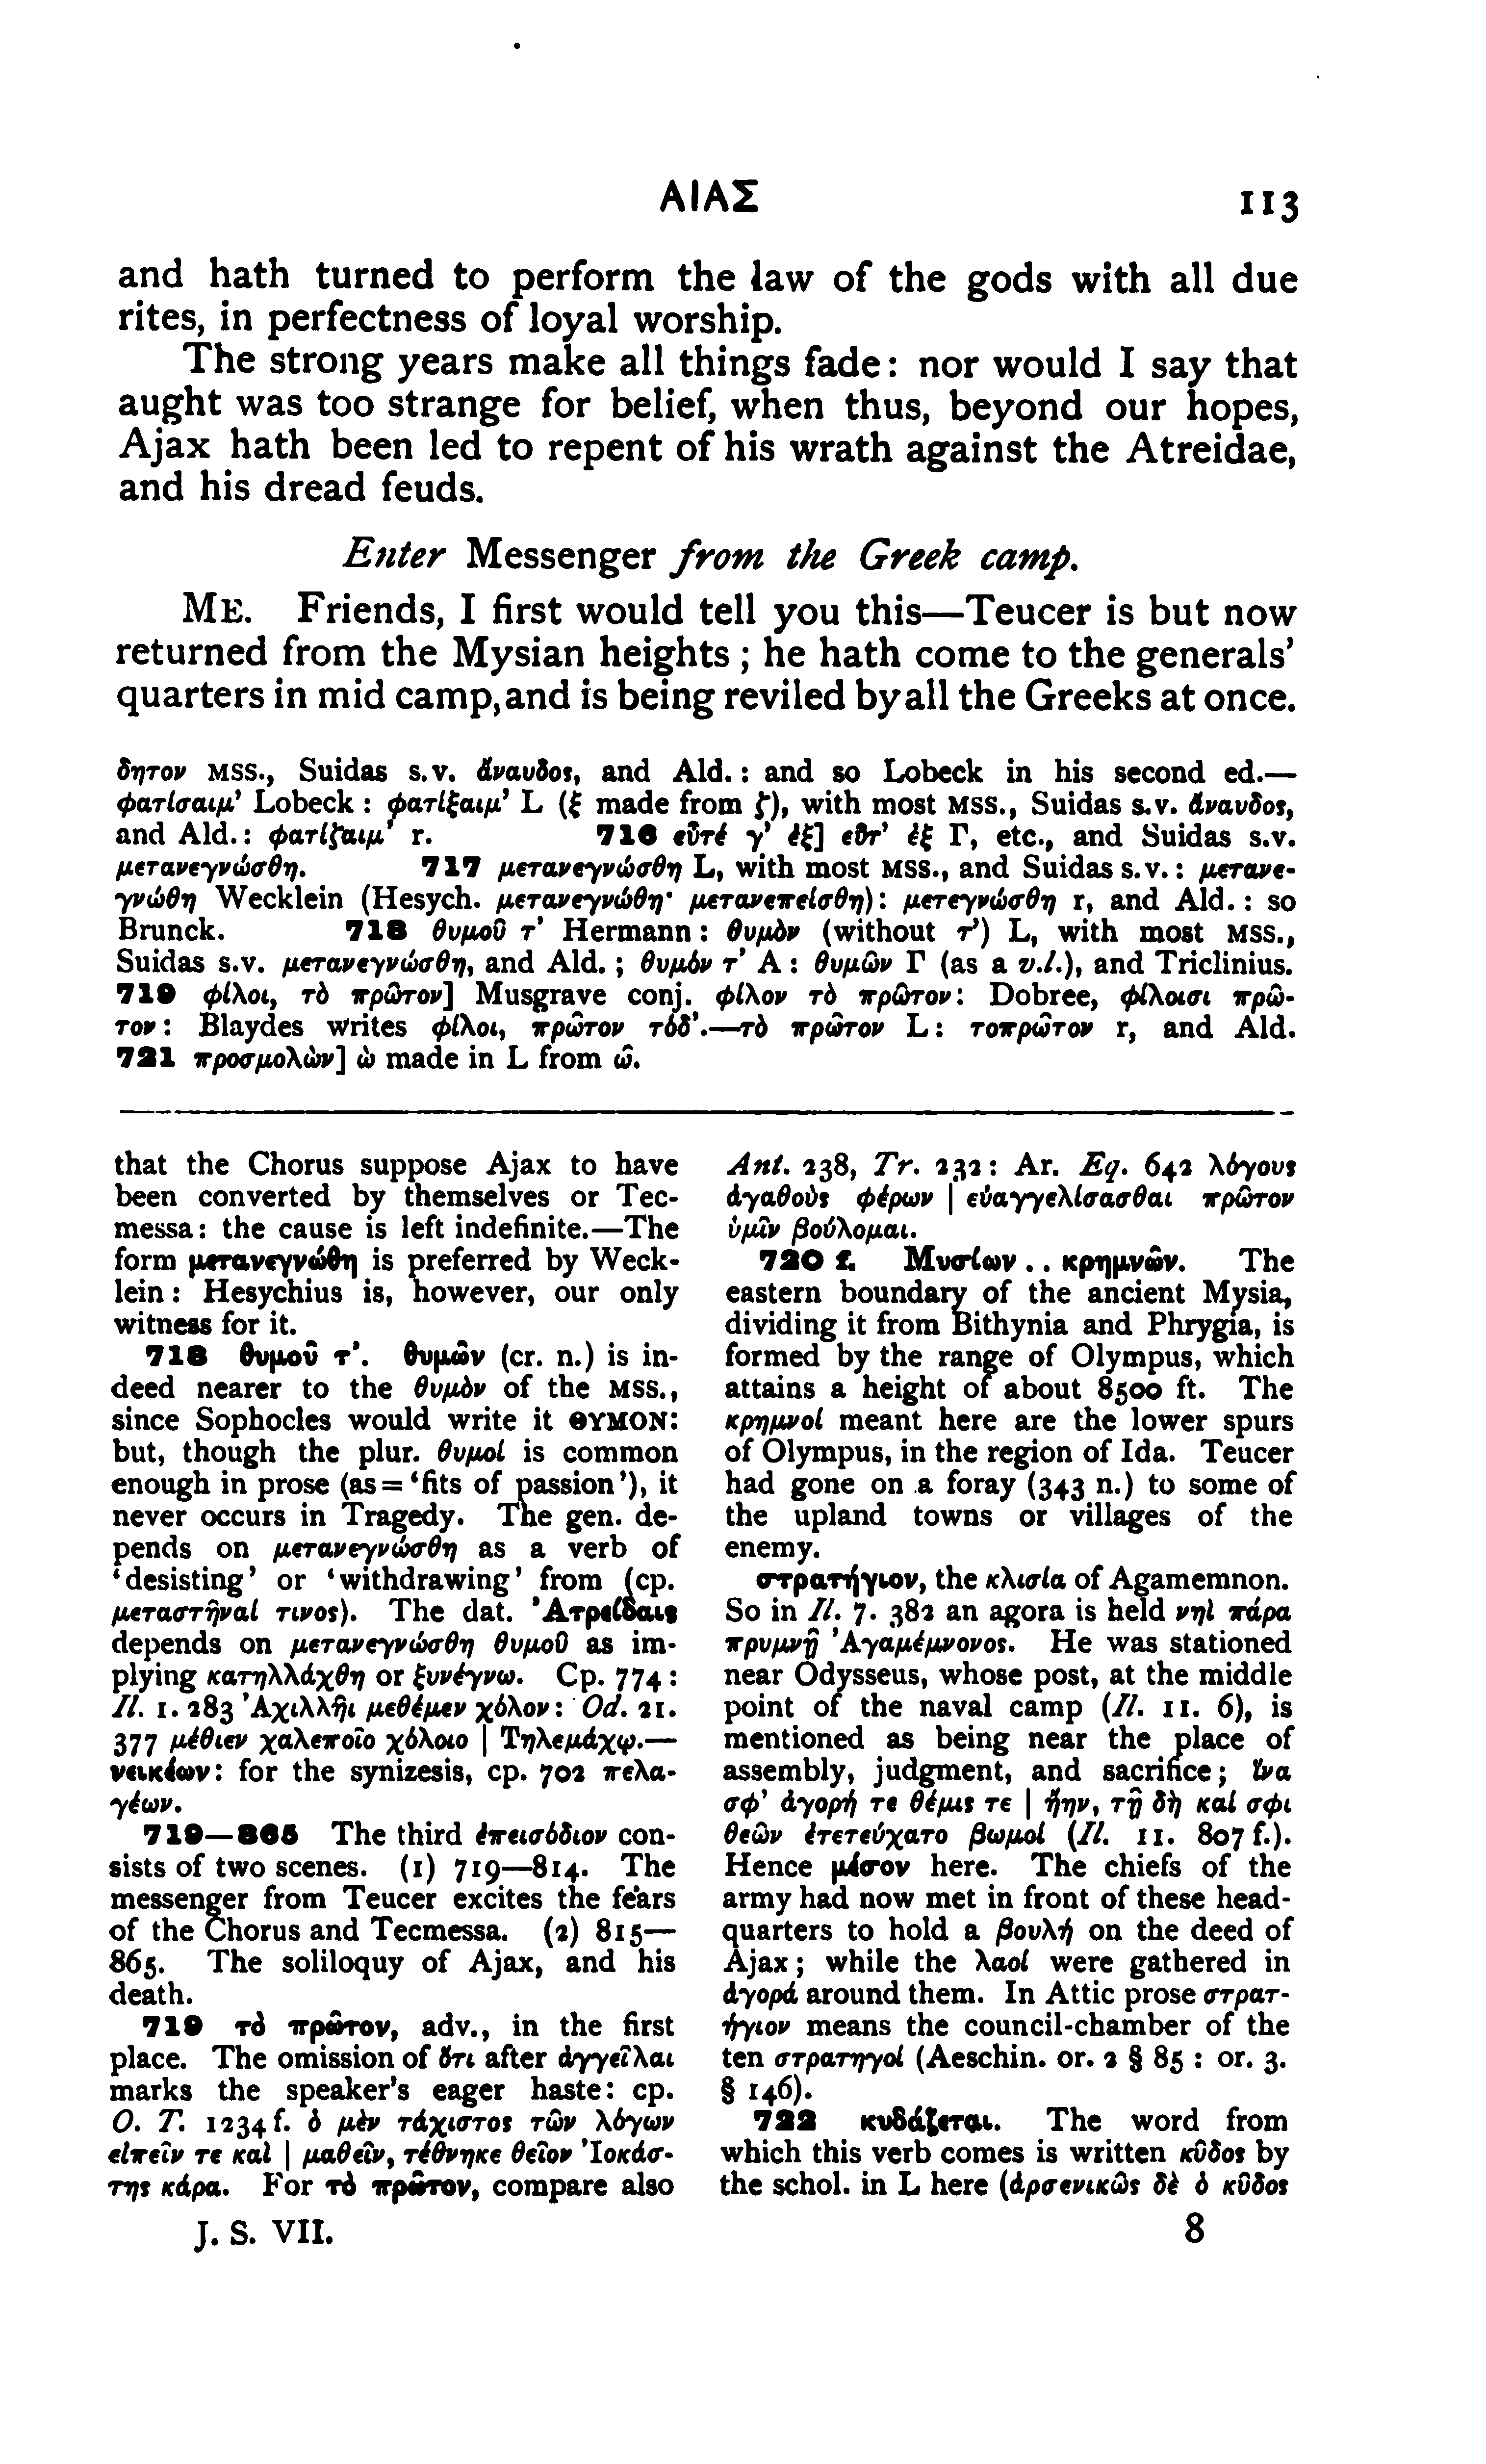 ΑΙΑΣ 113
and hath turned to perform the law of the gods with all due
rites, in perfectness of loyal worship.
The strong years make all things fade: nor would I say that
aught was too strange for belief, when thus, beyond our hopes,
Ajax hath been led to repent of his wrath against the Atreidae,
and his dread feuds.
Enter Messenger from the Greek camp.
ME. Friends, I first would tell you this—Teucer is but now
returned from the Mysian heights; he hath come to the generals'
quarters in mid camp, and is being reviled by all the Greeks at once.
δητον MSS., Suidas s.v. ἄναυδος, and Ald.: and so Lobeck in his second ed.—
φατίσαιμ' Lobeck: φατίξαιμ' L (ξ made from ζ), with most MSS., Suidas s.v. ἄναυδος,
and Ald.: φατίζαιμ' r. 716 εὖτέ γ' ἐξ] εὖτ' ἐξ Γ, etc., and Suidas s.v.
μετανεγνώσθη. 717 μετανεγνώσθη L, with most MSS., and Suidas s.v.: μετανε-
γνώθη Wecklein (Hesych. μετανεγνώθη· μετανεπείσθη): μετεγνώσθη r, and Ald.: so
Brunck. 718 θυμοῦ τ' Hermann: θυμὸν (without τ') L, with most MSS.,
Suidas s.v. μετανεγνώσθη, and Ald.; θυμόν τ' A: θυμῶν Γ (as a v.l.), and Triclinius.
719 φίλοι, τὸ πρῶτον] Musgrave conj. φίλον τὸ πρῶτον: Dobree, φίλοισι πρῶ-
τον: Blaydes writes φίλοι, πρῶτον τόδ'.—τὸ πρῶτον L: τοπρῶτον r, and Ald.
721 προσμολὼν] ὼ made in L from ῶ.
that the Chorus suppose Ajax to have
been converted by themselves or Tec-
messa: the cause is left indefinite.—The
form μετανεγνώθη is preferred by Weck-
lein: Hesychius is, however, our only
witness for it.
718 θυμοῦ τ'. θυμῶν (cr. n.) is in-
deed nearer to the θυμὸν of the MSS.,
since Sophocles would write it ΘΥΜΟΝ:
but, though the plur. θυμοί is common
enough in prose (as = 'fits of passion'), it
never occurs in Tragedy. The gen. de-
pends on μετανεγνώσθη as a verb of
'desisting' or 'withdrawing' from (cp.
μεταστῆναί τινος). The dat. Ἀτρείδαις
depends on μετανεγνώσθη θυμοῦ as im-
plying κατηλλάχθη or ξυνέγνω. Cp. 774:
Il. 1. 283 Ἀχιλλῆι μεθέμεν χόλον: Od. 21.
377 μέθιεν χαλεποῖο χόλοιο | Τηλεμάχῳ.—
νεικέων: for the synizesis, cp. 702 πελα-
γέων.
719—865 The third ἐπεισόδιον con-
sists of two scenes. (1) 719—814. The
messenger from Teucer excites the fears
of the Chorus and Tecmessa. (2) 815—
865. The soliloquy of Ajax, and his
death.
719 τὸ πρῶτον, adv., in the first
place. The omission of ὅτι after ἀγγεῖλαι
marks the speaker's eager haste: cp.
O. T. 1234 f. ὁ μὲν τάχιστος τῶν λόγων
εἰπεῖν τε καὶ | μαθεῖν, τέθνηκε θεῖον Ἰοκάσ-
της κάρα. For τὸ πρῶτον, compare also
Ant. 238, Tr. 232: Ar. Eq. 642 λόγους
ἀγαθοὺς φέρων | εὐαγγελίσασθαι πρῶτον
ὑμῖν βούλομαι.
720 f. Μυσίων .. κρημνῶν. The
eastern boundary of the ancient Mysia,
dividing it from Bithynia and Phrygia, is
formed by the range of Olympus, which
attains a height of about 8500 ft. The
κρημνοί meant here are the lower spurs
of Olympus, in the region of Ida. Teucer
had gone on a foray (343 n.) to some of
the upland towns or villages of the
enemy.
στρατήγιον, the κλισία of Agamemnon.
So in Il. 7. 382 an agora is held νηῒ πάρα
πρυμνῇ Ἀγαμέμνονος. He was stationed
near Odysseus, whose post, at the middle
point of the naval camp (Il. 11. 6), is
mentioned as being near the place of
assembly, judgment, and sacrifice; ἵνα
σφ' ἀγορή τε θέμις τε | ἤην, τῇ δὴ καί σφι
θεῶν ἐτετεύχατο βωμοί (Il. 11. 807 f.).
Hence μέσον here. The chiefs of the
army had now met in front of these head-
quarters to hold a βουλή on the deed of
Ajax; while the λαοί were gathered in
ἀγορά around them. In Attic prose στρατ-
ήγιον means the council-chamber of the
ten στρατηγοί (Aeschin. or. 2 § 85: or. 3.
§ 146).
722 κυδάζεται. The word from
which this verb comes is written κῦδος by
the schol. in L here (ἀρσενικῶς δὲ ὁ κῦδος
J. S. VII. 8